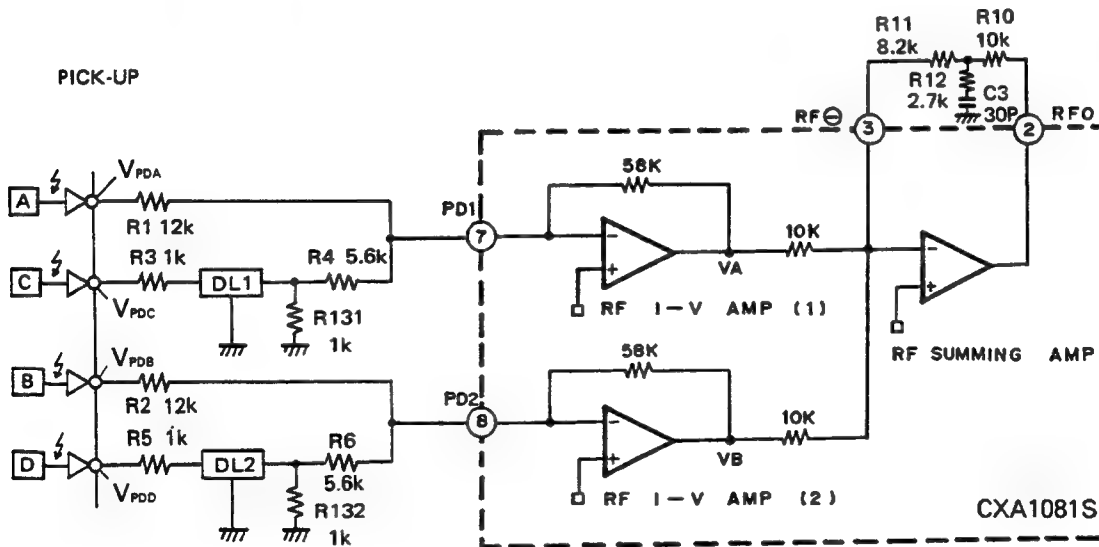 PICK-UP
R11
8.2k
R10
10k
R12
2.7k
C3
30P
RF⊖
3
2
RFO
VPDA
A
R1 12k
PD1
7
58K
−
+
VA
10K
RF I-V AMP (1)
−
+
RF SUMMING AMP
R3 1k
R4 5.6k
C
DL1
VPDC
R131
1k
VPDB
B
R2 12k
PD2
8
58K
−
+
VB
10K
RF I-V AMP (2)
R5 1k
R6
5.6k
D
DL2
VPDD
R132
1k
CXA1081S